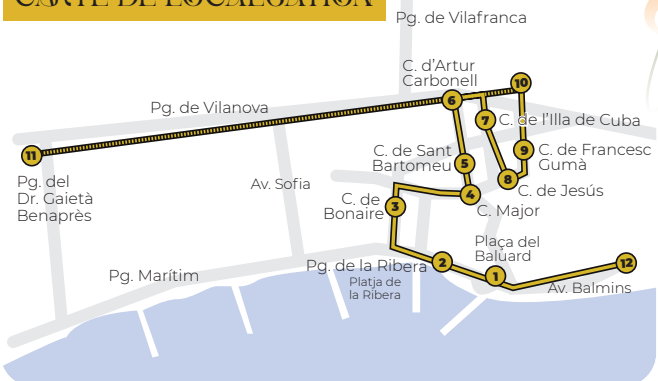 Pg. de Vilafranca
C. d'Artur
Carbonell
10
6
Pg. de Vilanova
7
C. de l'Illa de Cuba
11
C. de Sant
Bartomeu
5
9
C. de Francesc
Gumà
Pg. del
Dr. Gaietà
Benaprès
Av. Sofia
8
C. de Jesús
4
C. de
Bonaire
3
C. Major
Plaça del
Baluard
Pg. de la Ribera
2
12
Pg. Marítim
Platja de
la Ribera
1
Av. Balmins